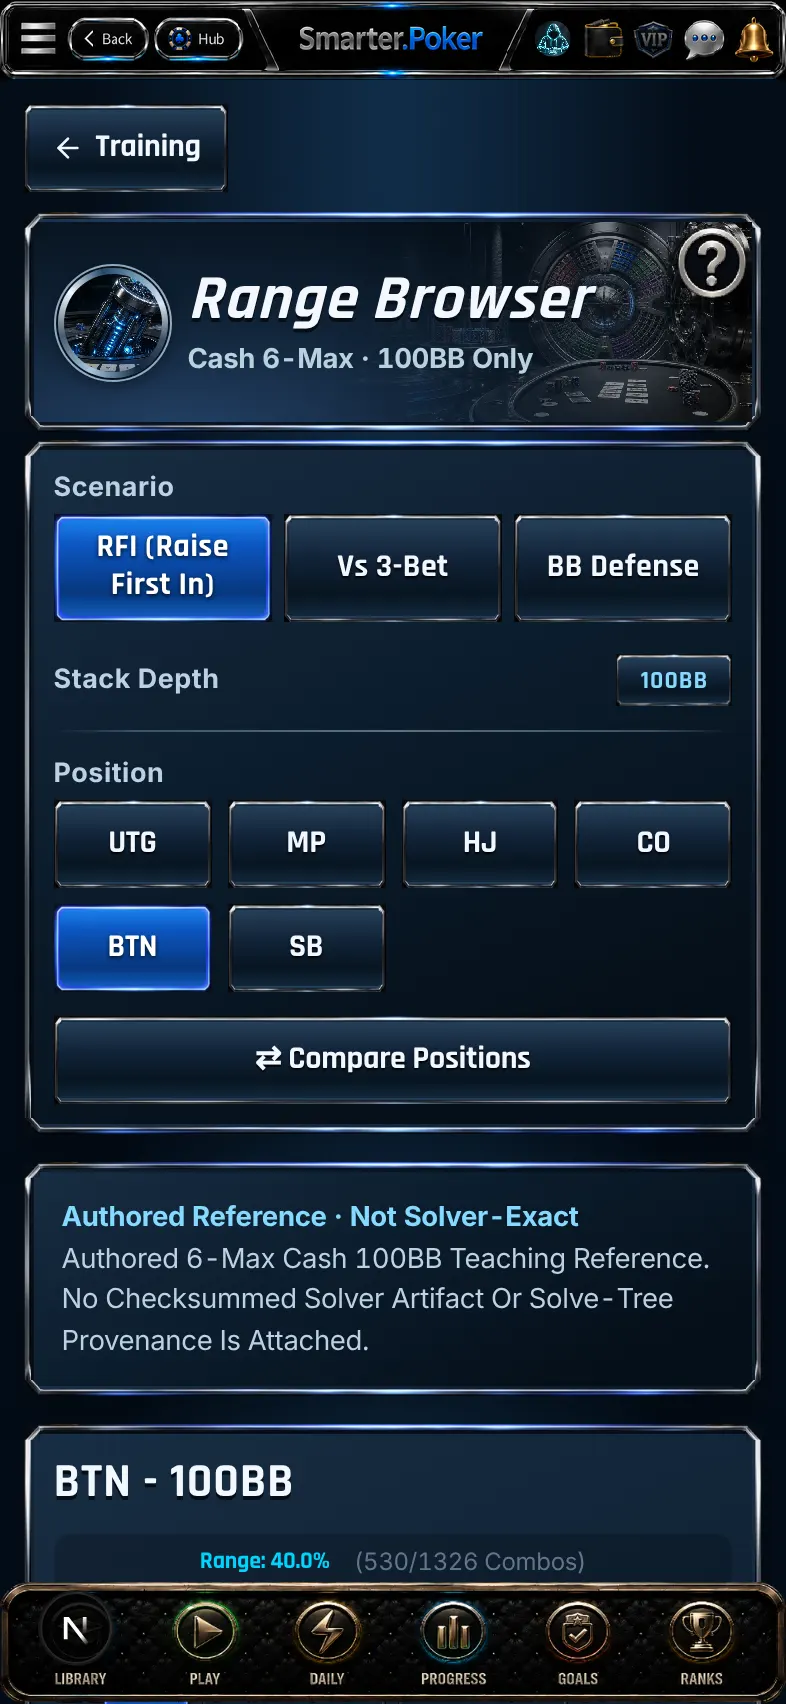 Back
Hub
Smarter.Poker
VIP
← Training
Range Browser
?
Cash 6-Max · 100BB Only
Scenario
RFI (Raise
First In)
Vs 3-Bet
BB Defense
Stack Depth
100BB
Position
UTG
MP
HJ
CO
BTN
SB
⇄ Compare Positions
Authored Reference · Not Solver-Exact
Authored 6-Max Cash 100BB Teaching Reference.
No Checksummed Solver Artifact Or Solve-Tree
Provenance Is Attached.
BTN - 100BB
Range: 40.0% (530/1326 Combos)
N
LIBRARY
PLAY
DAILY
PROGRESS
GOALS
RANKS